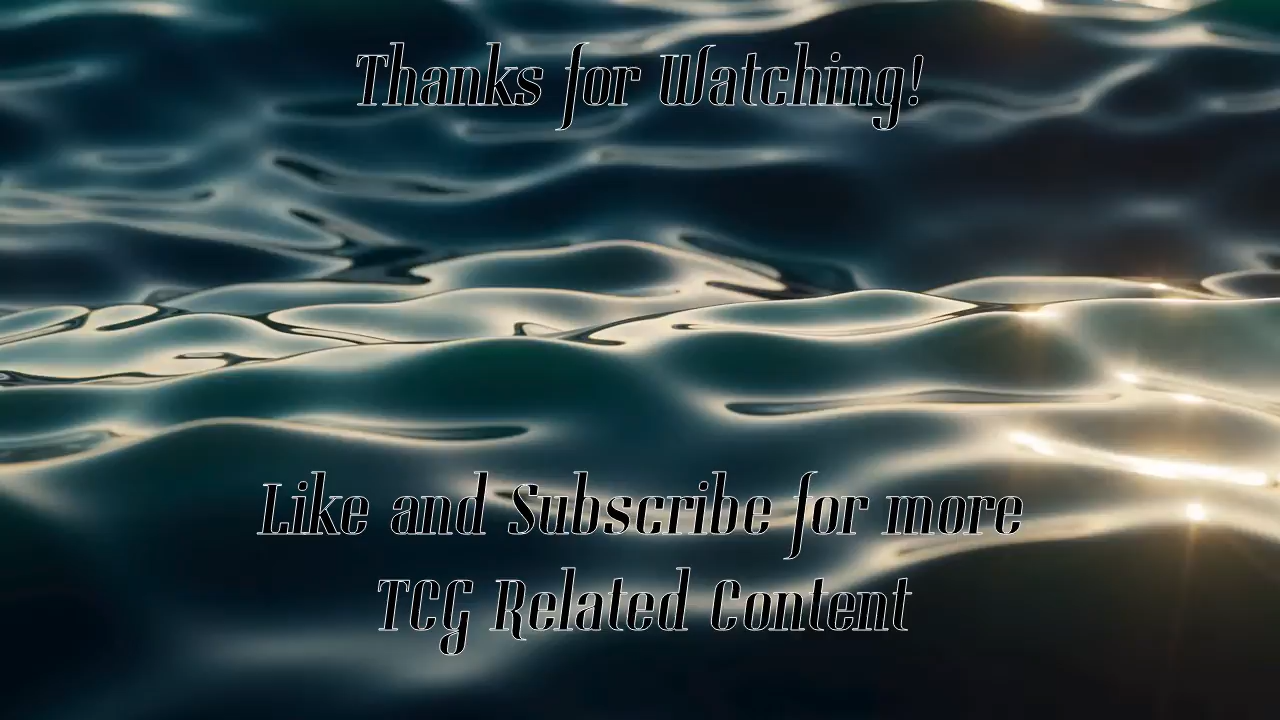 Thanks for Watching!
Like and Subscribe for more
TCG Related Content